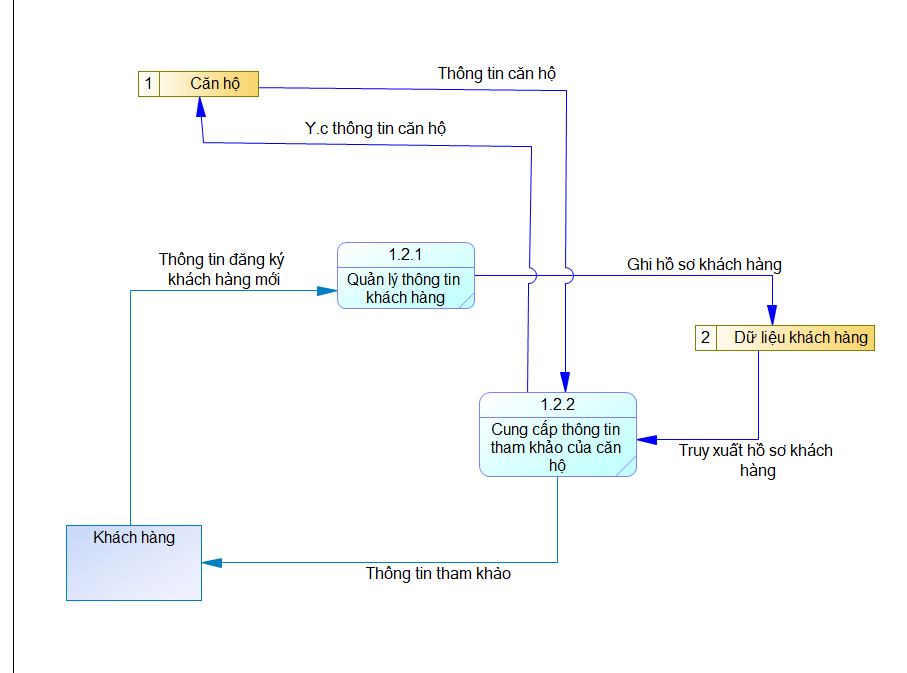 Thông tin căn hộ
1 Căn hộ
Y.c thông tin căn hộ
1.2.1
Thông tin đăng ký
khách hàng mới
Quản lý thông tin
khách hàng
Ghi hồ sơ khách hàng
2 Dữ liệu khách hàng
1.2.2
Cung cấp thông tin
tham khảo của căn
hộ
Truy xuất hồ sơ khách
hàng
Khách hàng
Thông tin tham khảo